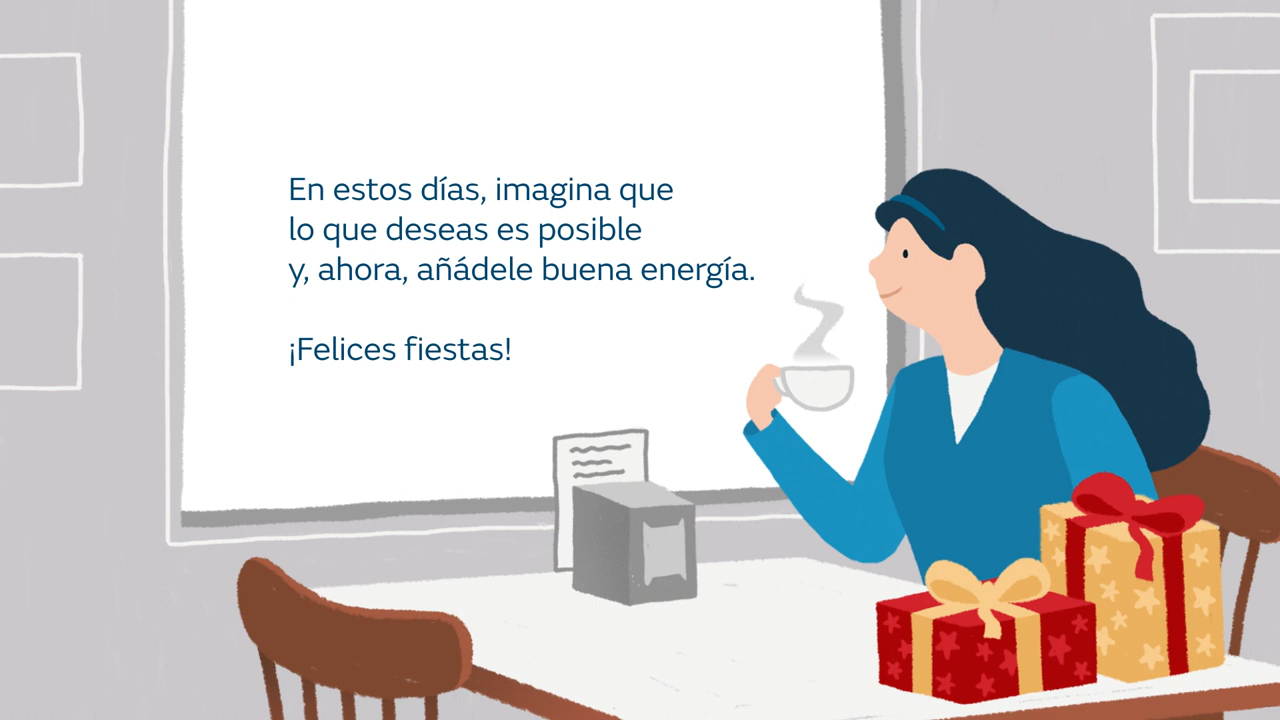 En estos días, imagina que
lo que deseas es posible
y, ahora, añádele buena energía.
¡Felices fiestas!